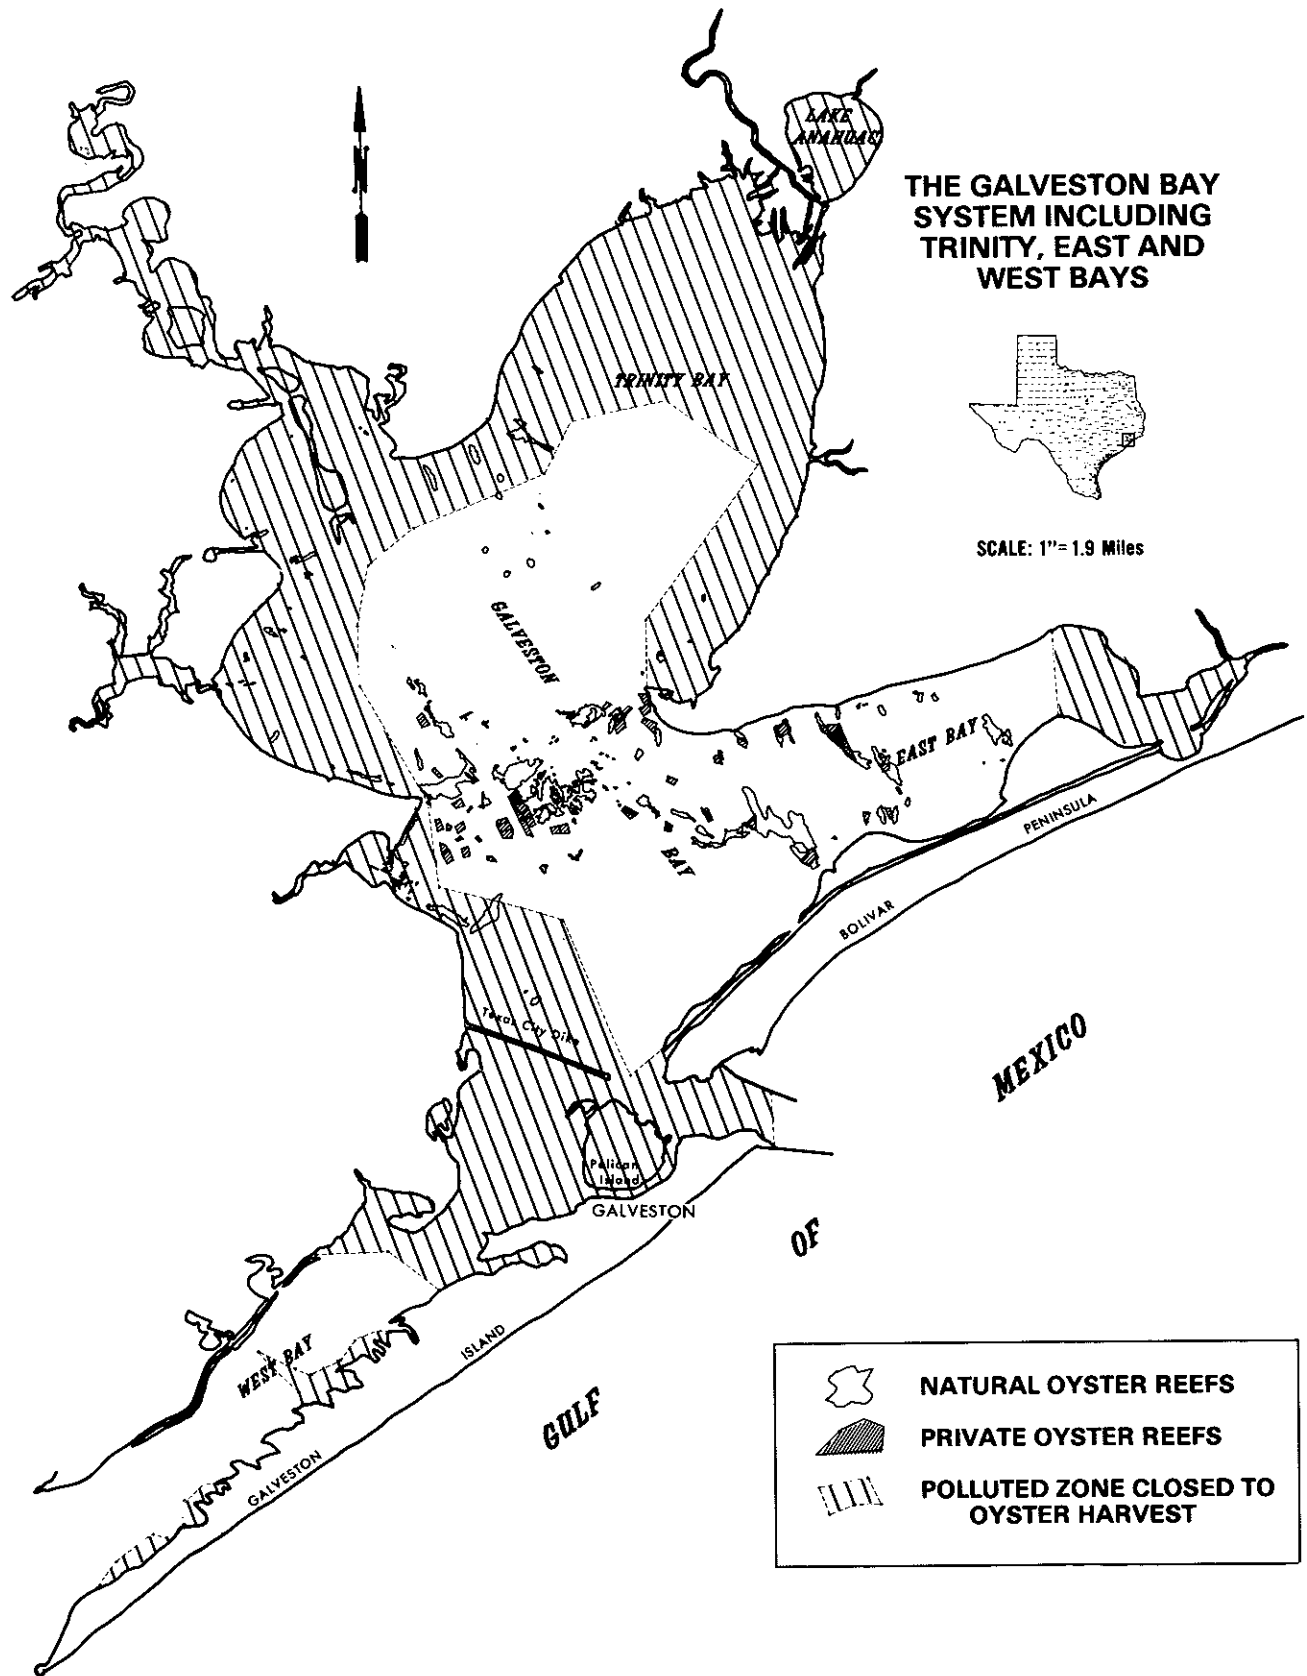 N
LAKE
ANAHUAC
THE GALVESTON BAY
SYSTEM INCLUDING
TRINITY, EAST AND
WEST BAYS
TRINITY BAY
SCALE: 1"= 1.9 Miles
GALVESTON
BAY
EAST BAY
PENINSULA
BOLIVAR
Texas City Dike
MEXICO
OF
GULF
Pelican
Island
GALVESTON
WEST BAY
ISLAND
GALVESTON
NATURAL OYSTER REEFS
PRIVATE OYSTER REEFS
POLLUTED ZONE CLOSED TO
OYSTER HARVEST